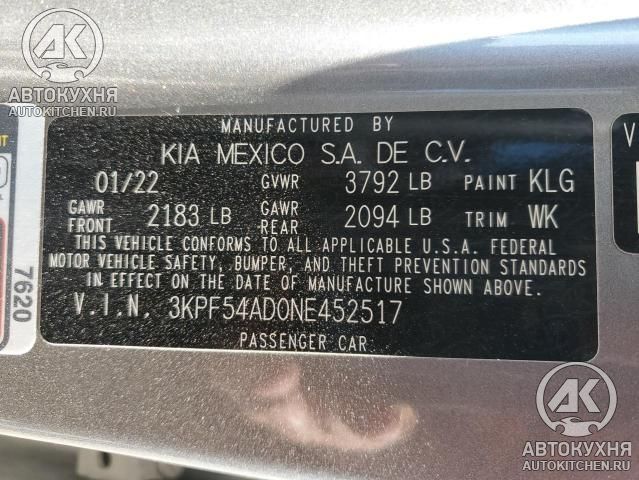 АК
АВТОКУХНЯ
AUTOKITCHEN.RU
MANUFACTURED BY
KIA MEXICO S.A. DE C.V.
01/22 GVWR 3792 LB PAINT KLG
GAWR FRONT 2183 LB GAWR REAR 2094 LB TRIM WK
THIS VEHICLE CONFORMS TO ALL APPLICABLE U.S.A. FEDERAL
MOTOR VEHICLE SAFETY, BUMPER, AND THEFT PREVENTION STANDARDS
IN EFFECT ON THE DATE OF MANUFACTURE SHOWN ABOVE.
V.I.N. 3KPF54AD0NE452517
PASSENGER CAR
7620
V
АК
АВТОКУХНЯ
AUTOKITCHEN.RU